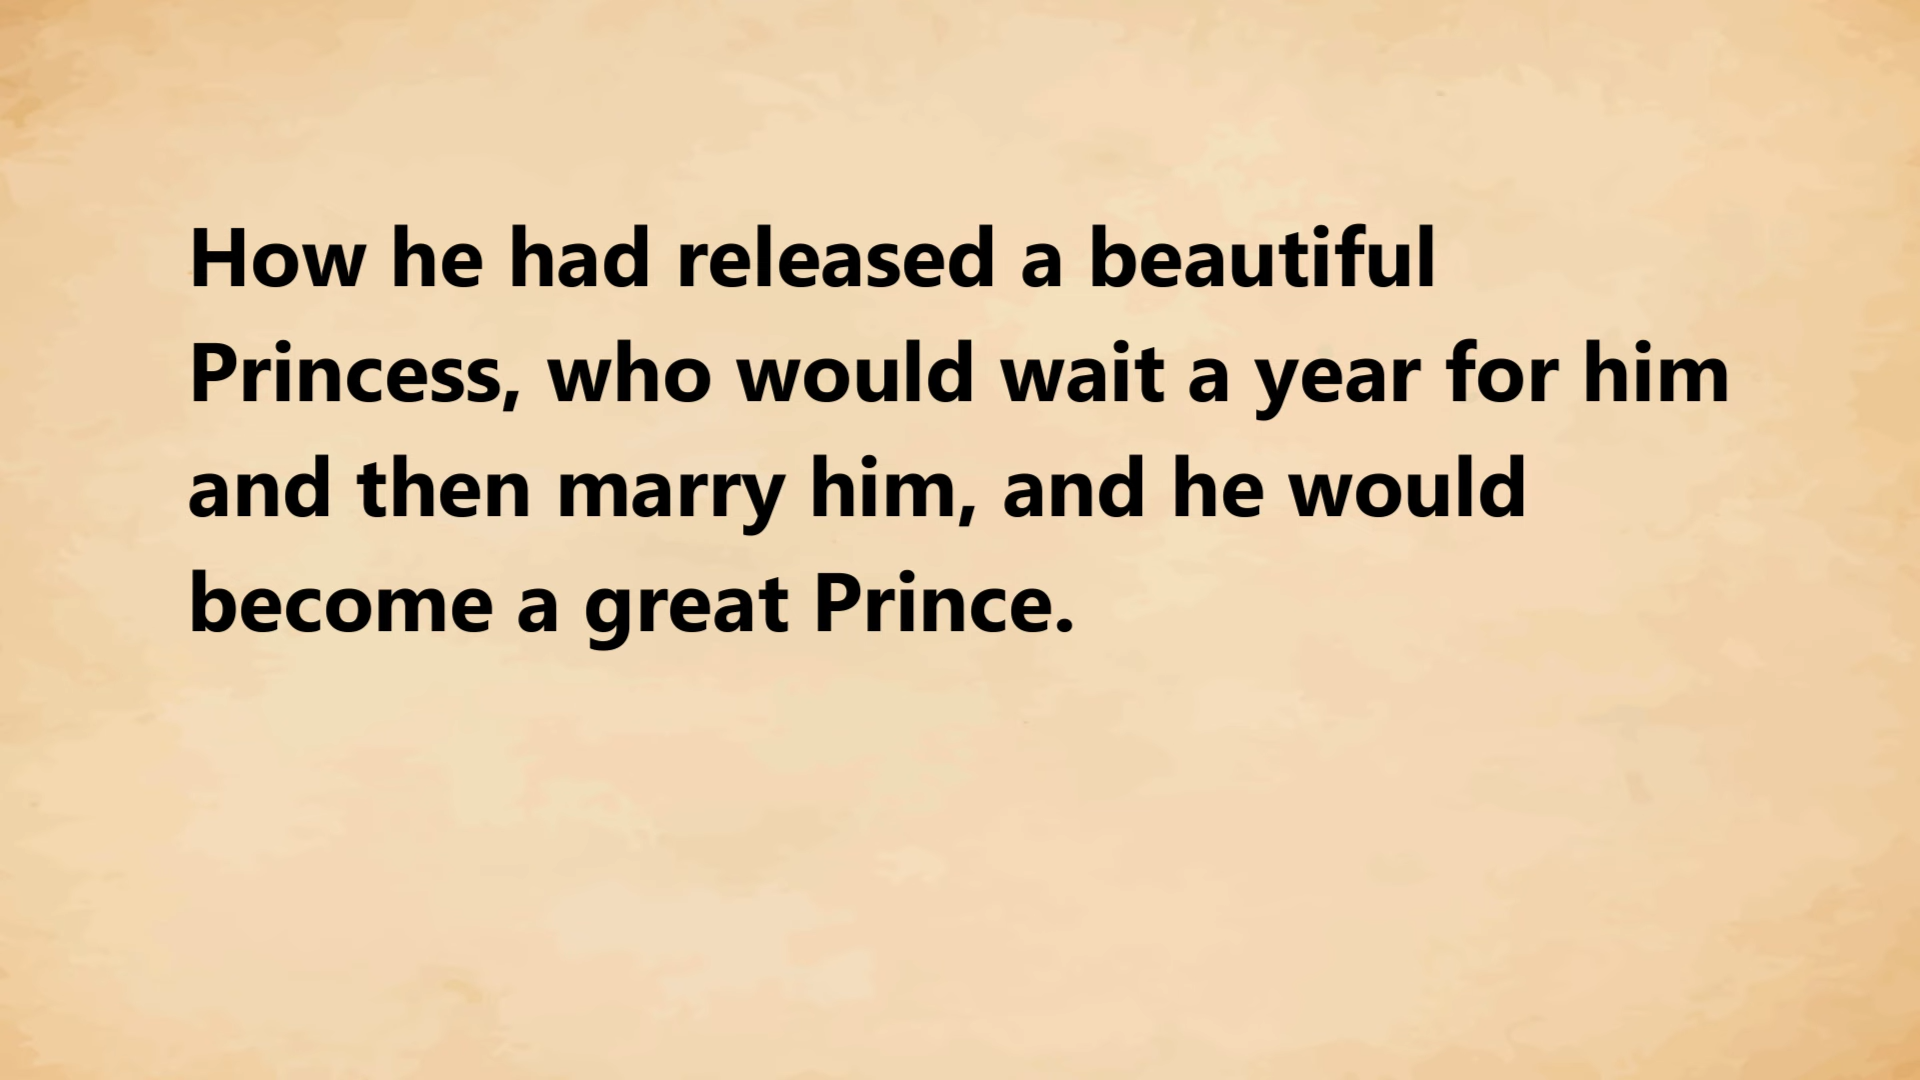 How he had released a beautiful
Princess, who would wait a year for him
and then marry him, and he would
become a great Prince.